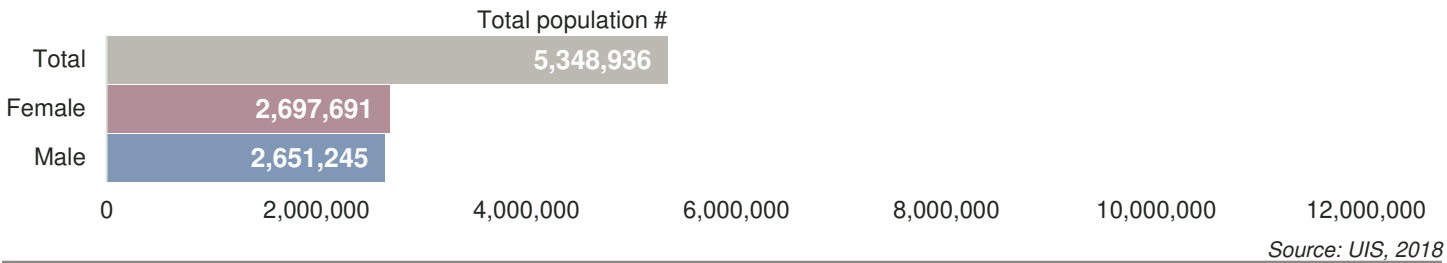 Total population #
Total 5,348,936
Female 2,697,691
Male 2,651,245
0 2,000,000 4,000,000 6,000,000 8,000,000 10,000,000 12,000,000
Source: UIS, 2018